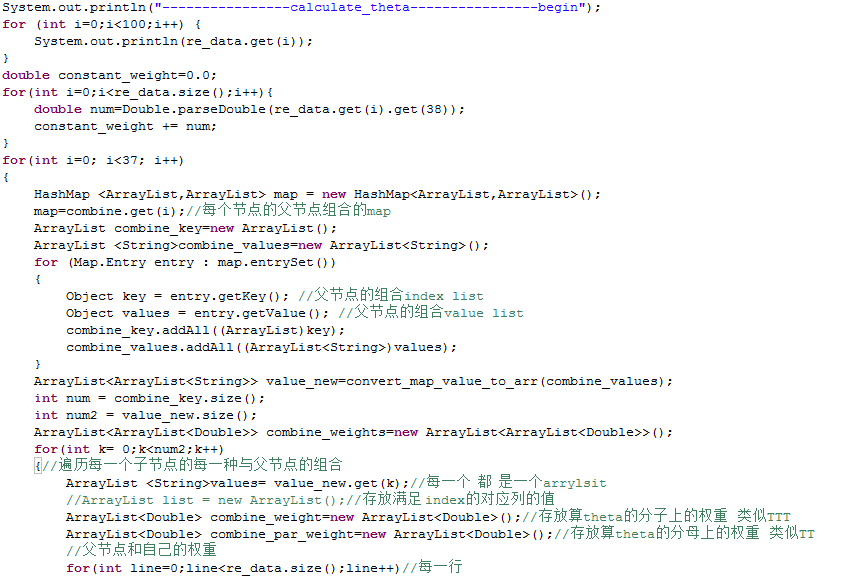 System.out.println("----------------calculate_theta----------------begin");
for (int i=0;i<100;i++) {
    System.out.println(re_data.get(i));
}
double constant_weight=0.0;
for(int i=0;i<re_data.size();i++){
    double num=Double.parseDouble(re_data.get(i).get(38));
    constant_weight += num;
}
for(int i=0; i<37; i++)
{
    HashMap <ArrayList,ArrayList> map = new HashMap<ArrayList,ArrayList>();
    map=combine.get(i);//每个节点的父节点组合的map
    ArrayList combine_key=new ArrayList();
    ArrayList <String>combine_values=new ArrayList<String>();
    for (Map.Entry entry : map.entrySet())
    {
        Object key = entry.getKey(); //父节点的组合index list
        Object values = entry.getValue(); //父节点的组合value list
        combine_key.addAll((ArrayList)key);
        combine_values.addAll((ArrayList<String>)values);
    }
    ArrayList<ArrayList<String>> value_new=convert_map_value_to_arr(combine_values);
    int num = combine_key.size();
    int num2 = value_new.size();
    ArrayList<ArrayList<Double>> combine_weights=new ArrayList<ArrayList<Double>>();
    for(int k= 0;k<num2;k++)
    {//遍历每一个子节点的每一种与父节点的组合
        ArrayList <String>values= value_new.get(k);//每一个 都 是一个arrylsit
        //ArrayList list = new ArrayList();//存放满足 index的对应列的值
        ArrayList<Double> combine_weight=new ArrayList<Double>();//存放算theta的分子上的权重 类似TTT
        ArrayList<Double> combine_par_weight=new ArrayList<Double>();//存放算theta的分母上的权重 类似TT
        //父节点和自己的权重
        for(int line=0;line<re_data.size();line++)//每一行